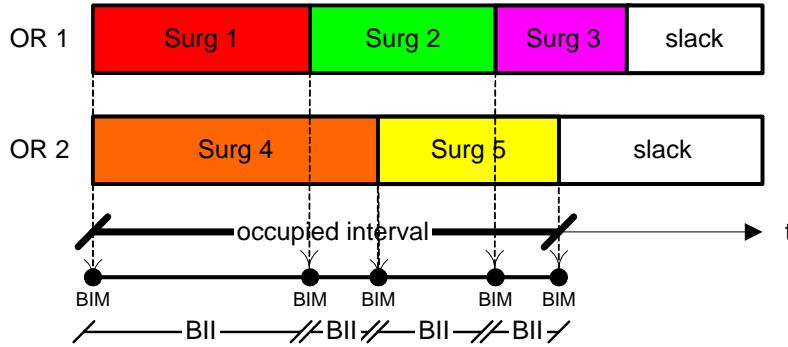 OR 1 Surg 1 Surg 2 Surg 3 slack
OR 2 Surg 4 Surg 5 slack
occupied interval t
BIM BIM BIM BIM BIM
BII BII BII BII